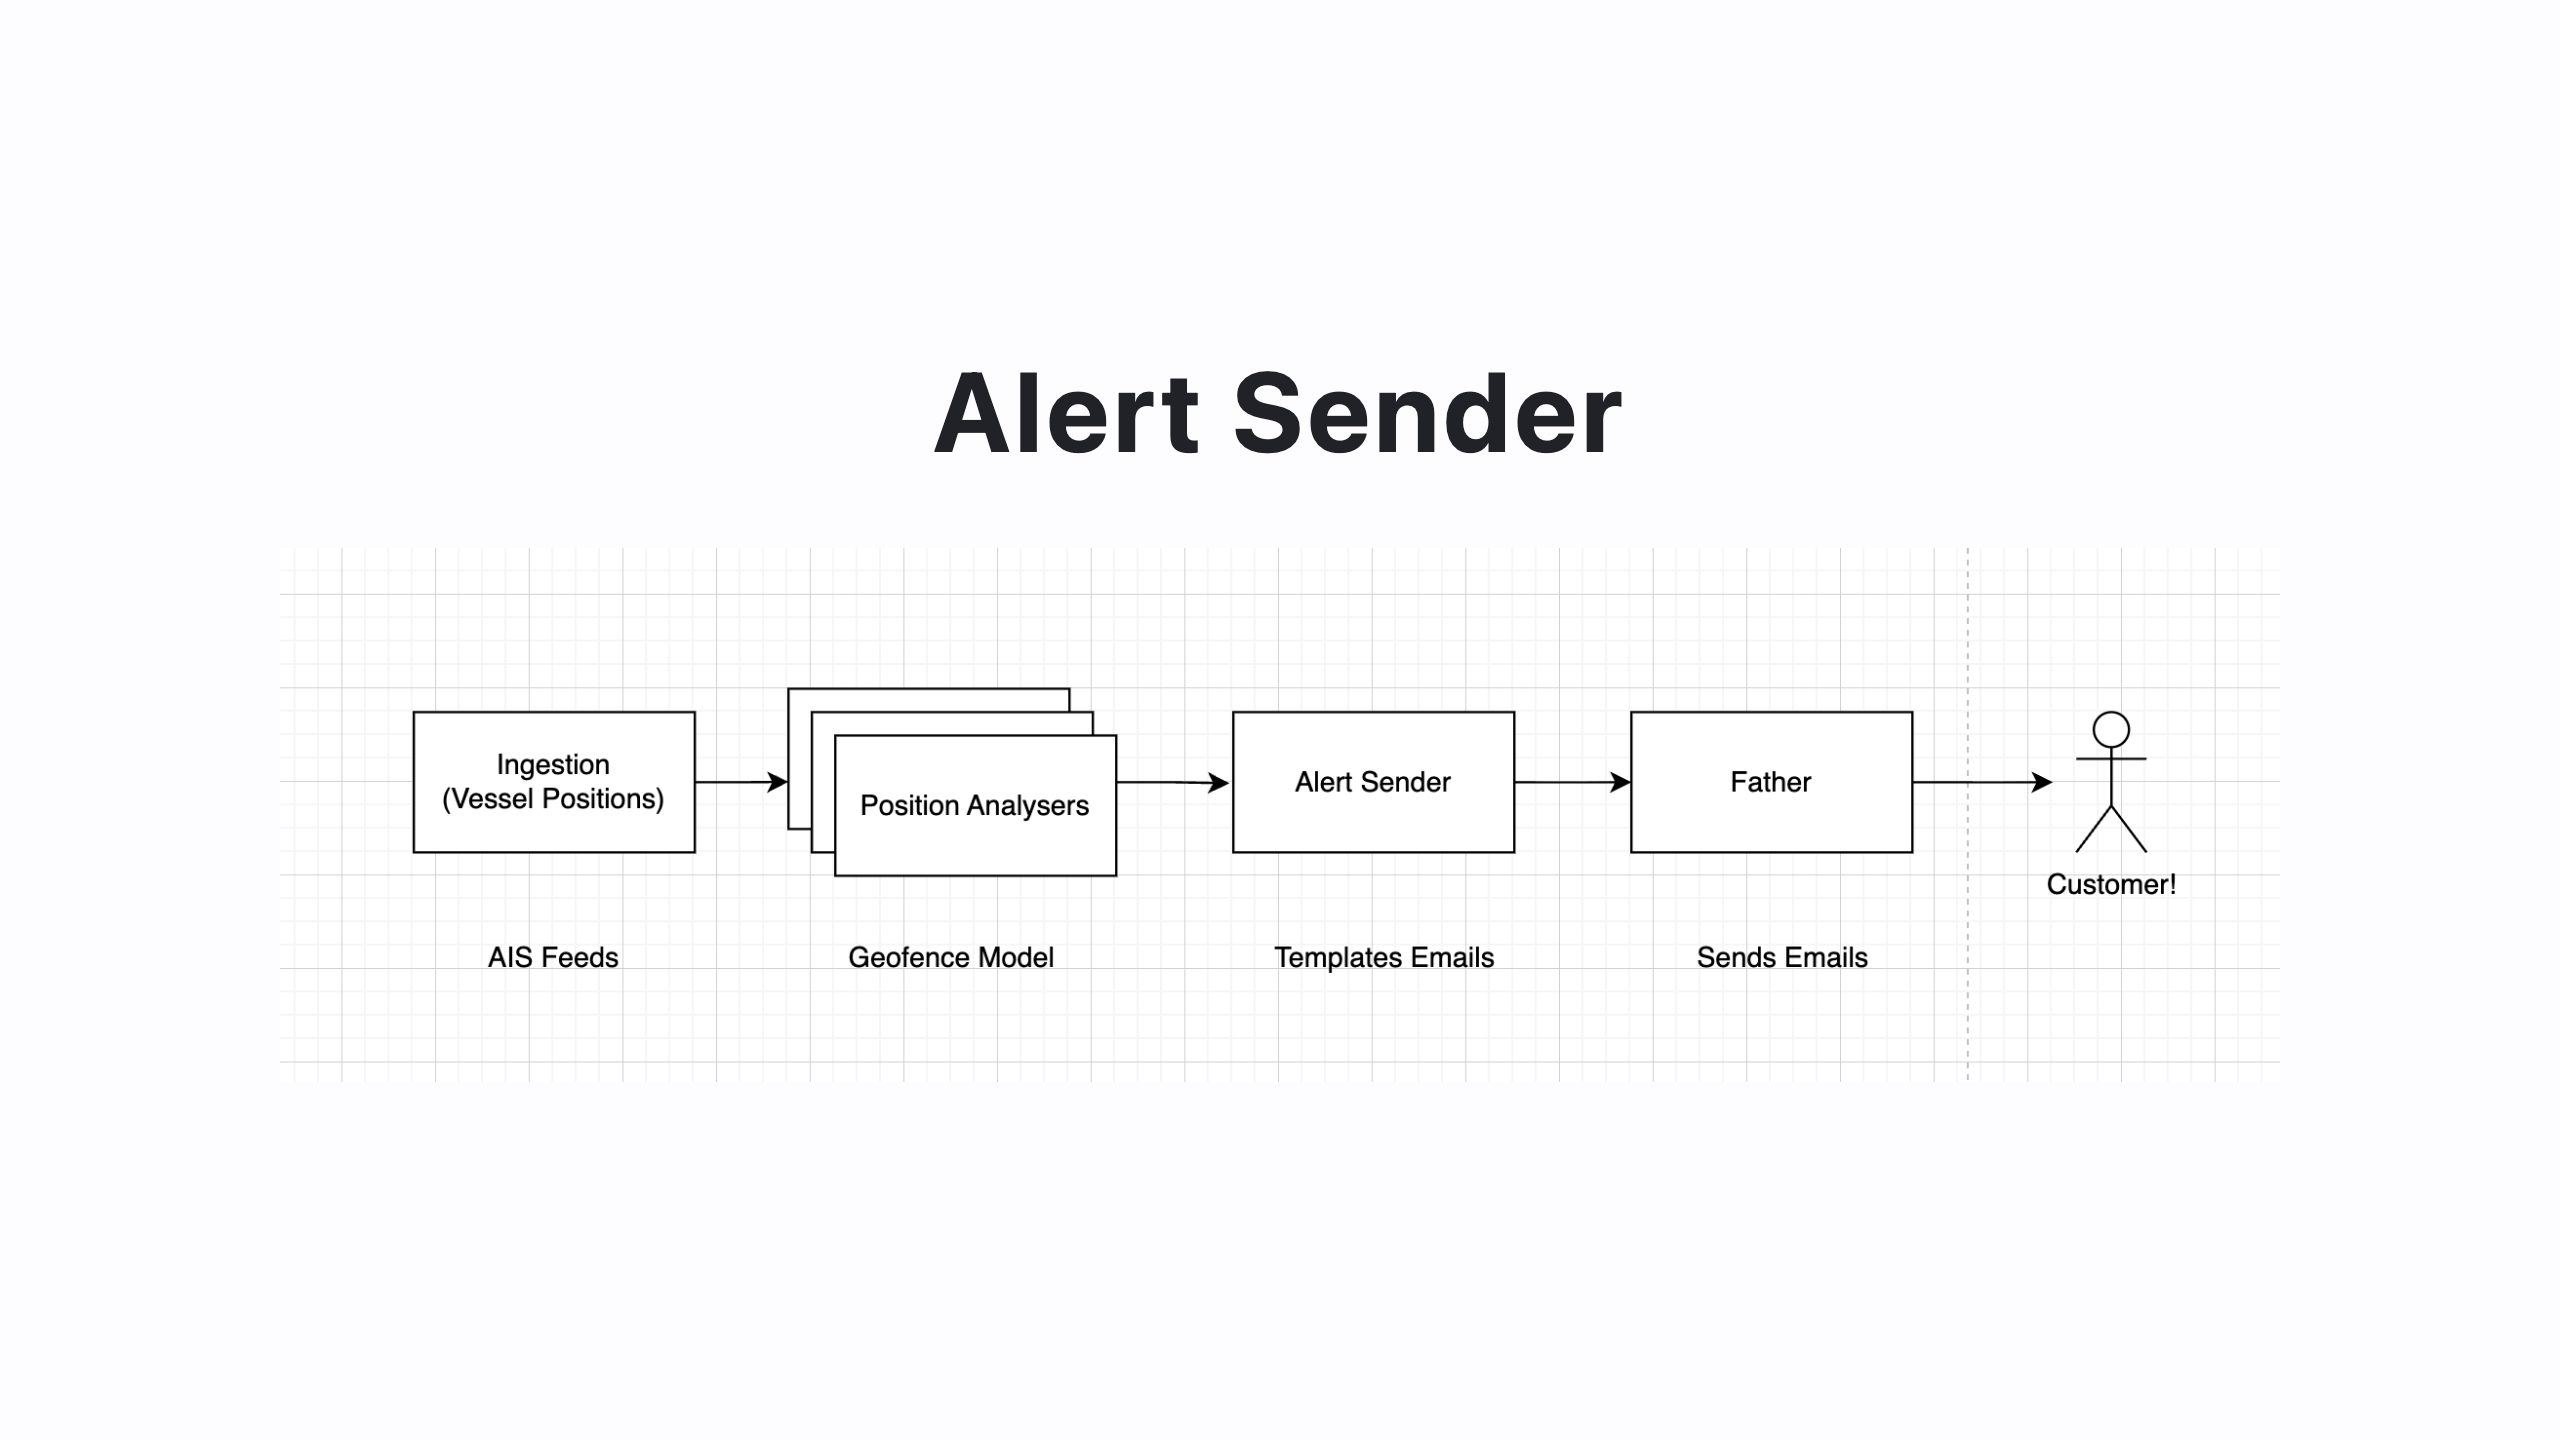 Alert Sender
Ingestion
(Vessel Positions)
Position Analysers
Alert Sender
Father
Customer!
AIS Feeds
Geofence Model
Templates Emails
Sends Emails